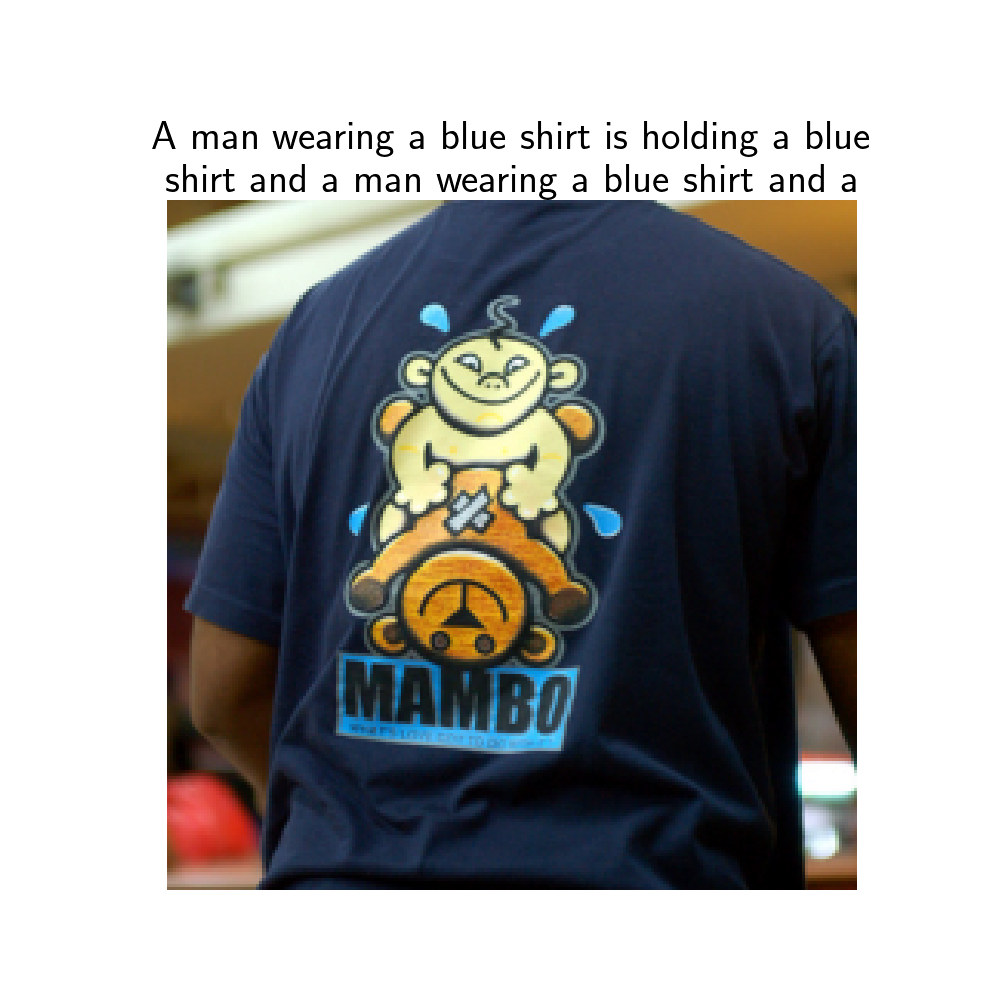 A man wearing a blue shirt is holding a blue
shirt and a man wearing a blue shirt and a
MAMBO